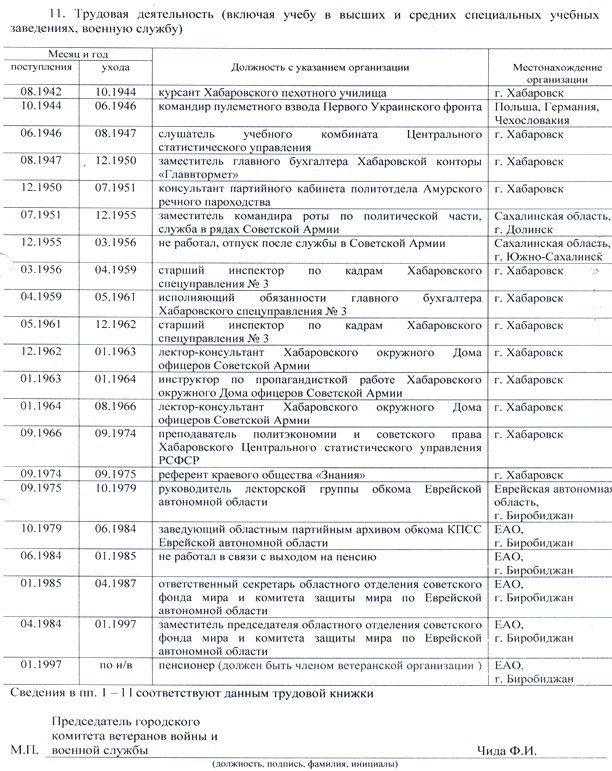 11. Трудовая деятельность (включая учебу в высших и средних специальных учебных
заведениях, военную службу)
Месяц и год
поступления ухода Должность с указанием организации Местонахождение
организации
08.1942 10.1944 курсант Хабаровского пехотного училища г. Хабаровск
10.1944 06.1946 командир пулеметного взвода Первого Украинского фронта Польша, Германия,
Чехословакия
06.1946 08.1947 слушатель учебного комбината Центрального г. Хабаровск
статистического управления
08.1947 12.1950 заместитель главного бухгалтера Хабаровской конторы г. Хабаровск
«Главвтормет»
12.1950 07.1951 консультант партийного кабинета политотдела Амурского г. Хабаровск
речного пароходства
07.1951 12.1955 заместитель командира роты по политической части, Сахалинская область,
служба в рядах Советской Армии г. Долинск
12.1955 03.1956 не работал, отпуск после службы в Советской Армии Сахалинская область,
г. Южно-Сахалинск
03.1956 04.1959 старший инспектор по кадрам Хабаровского г. Хабаровск
спецуправления № 3
04.1959 05.1961 исполняющий обязанности главного бухгалтера г. Хабаровск
Хабаровского спецуправления № 3
05.1961 12.1962 старший инспектор по кадрам Хабаровского г. Хабаровск
спецуправления № 3
12.1962 01.1963 лектор-консультант Хабаровского окружного Дома г. Хабаровск
офицеров Советской Армии
01.1963 01.1964 инструктор по пропагандисткой работе Хабаровского г. Хабаровск
окружного Дома офицеров Советской Армии
01.1964 08.1966 лектор-консультант Хабаровского окружного Дома г. Хабаровск
офицеров Советской Армии
09.1966 09.1974 преподаватель политэкономии и советского права г. Хабаровск
Хабаровского Центрального статистического управления
РСФСР
09.1974 09.1975 референт краевого общества «Знания» г. Хабаровск
09.1975 10.1979 руководитель лекторской группы обкома Еврейской Еврейская автономная
автономной области область,
г. Биробиджан
10.1979 06.1984 заведующий областным партийным архивом обкома КПСС ЕАО,
Еврейской автономной области г. Биробиджан
06.1984 01.1985 не работал в связи с выходом на пенсию ЕАО,
г. Биробиджан
01.1985 04.1987 ответственный секретарь областного отделения советского ЕАО,
фонда мира и комитета защиты мира по Еврейской г. Биробиджан
автономной области
04.1984 01.1997 заместитель председателя областного отделения советского ЕАО,
фонда мира и комитета защиты мира по Еврейской г. Биробиджан
автономной области
01.1997 по н/в пенсионер (должен быть членом ветеранской организации ) ЕАО,
г. Биробиджан
Сведения в пп. 1 – 11 соответствуют данным трудовой книжки
Председатель городского
комитета ветеранов войны и
М.П. военной службы Чида Ф.И.
(должность, подпись, фамилия, инициалы)